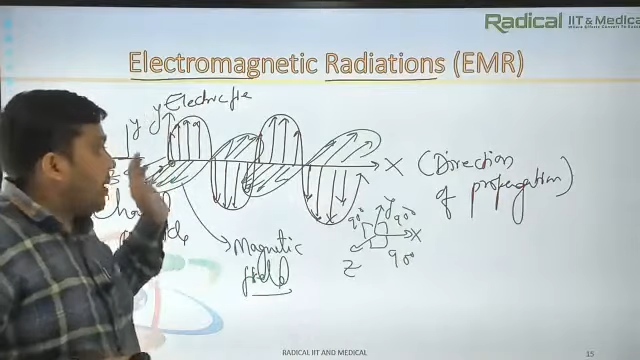 Radical IIT & Medical
Electromagnetic Radiations (EMR)
y Electric fie
y
X (Direction
of propagation)
Magnetic
field
y
90° 90°
X
Z 90°
RADICAL IIT AND MEDICAL
15